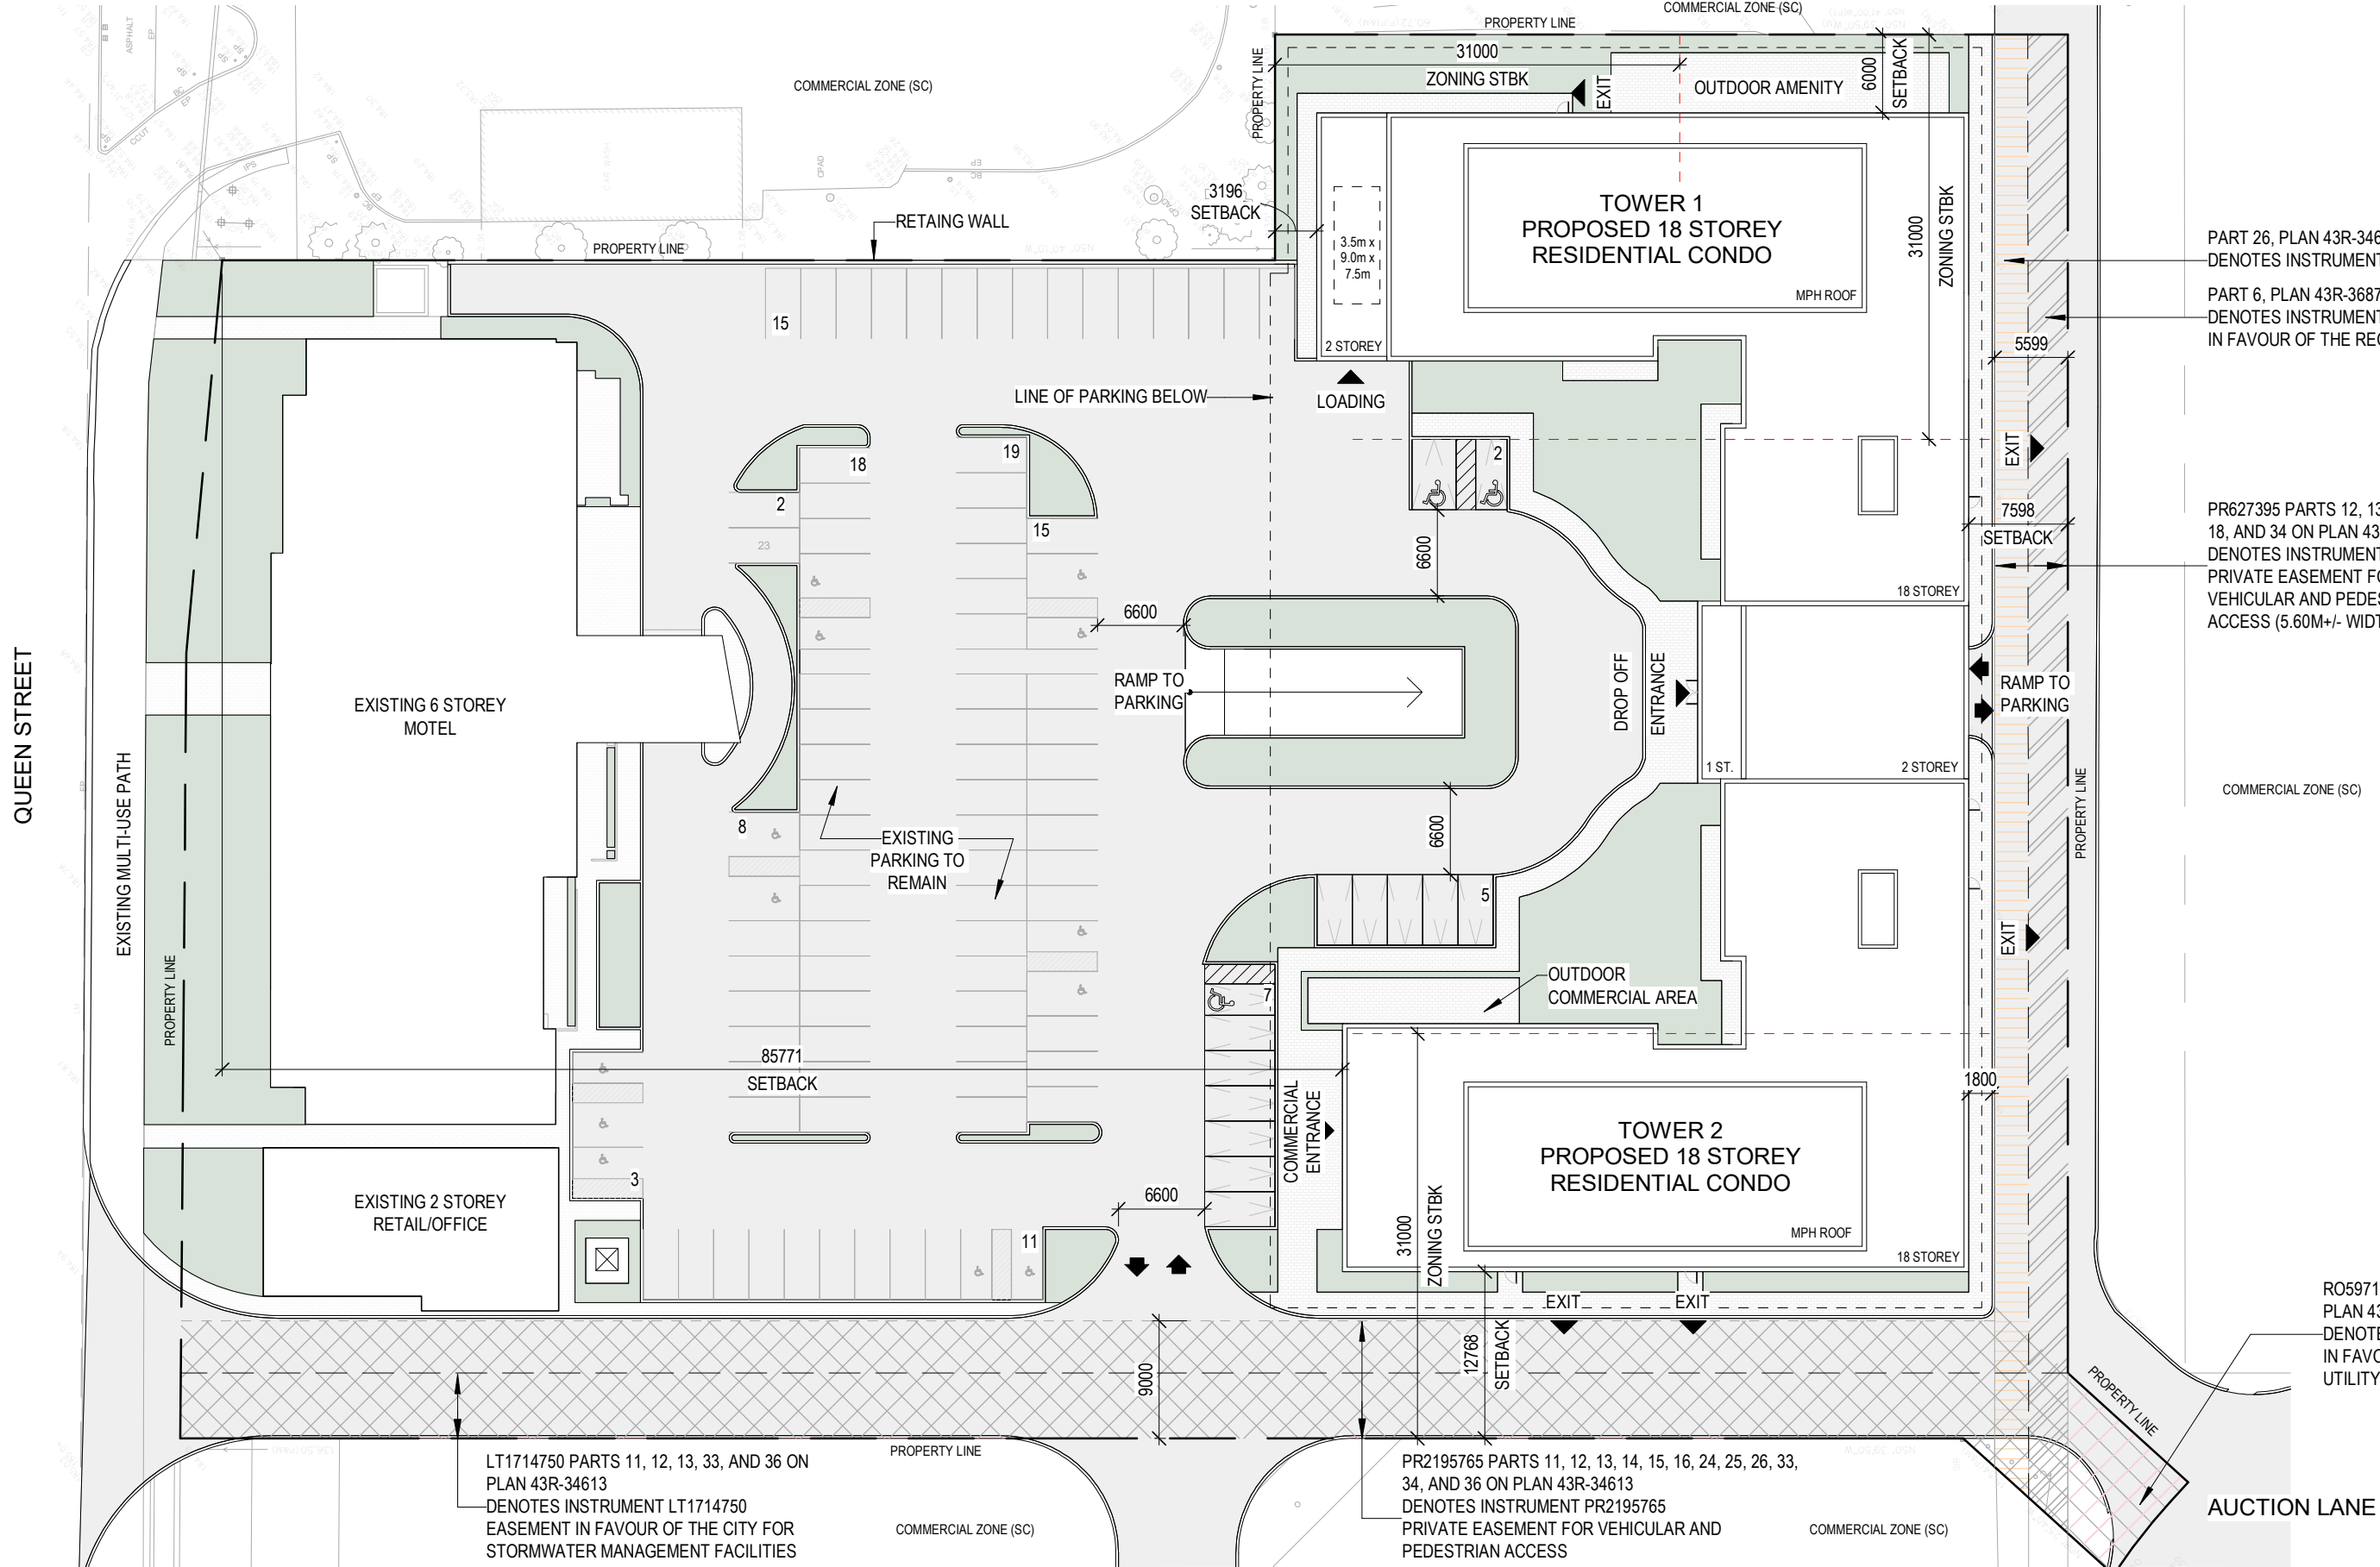 COMMERCIAL ZONE (SC)
PROPERTY LINE
ASPHALT
EP
COMMERCIAL ZONE (SC)
PROPERTY LINE
31000
ZONING STBK
EXIT
OUTDOOR AMENITY
6000
SETBACK
3196
SETBACK
RETAING WALL
PROPERTY LINE
3.5m x
9.0m x
7.5m
TOWER 1
PROPOSED 18 STOREY
RESIDENTIAL CONDO
MPH ROOF
2 STOREY
31000
ZONING STBK
PART 26, PLAN 43R-346
DENOTES INSTRUMENT
PART 6, PLAN 43R-3687
DENOTES INSTRUMENT
IN FAVOUR OF THE REG
5599
15
LINE OF PARKING BELOW
LOADING
18
19
2
15
2
23
6600
EXIT
7598
SETBACK
PR627395 PARTS 12, 13
18, AND 34 ON PLAN 43
DENOTES INSTRUMENT
PRIVATE EASEMENT FO
VEHICULAR AND PEDES
ACCESS (5.60M+/- WIDT
18 STOREY
6600
RAMP TO
PARKING
DROP OFF
ENTRANCE
RAMP TO
PARKING
1 ST.
2 STOREY
QUEEN STREET
EXISTING MULTI-USE PATH
PROPERTY LINE
EXISTING 6 STOREY
MOTEL
8
EXISTING
PARKING TO
REMAIN
6600
5
PROPERTY LINE
COMMERCIAL ZONE (SC)
EXIT
OUTDOOR
COMMERCIAL AREA
7
85771
SETBACK
COMMERCIAL
ENTRANCE
1800
TOWER 2
PROPOSED 18 STOREY
RESIDENTIAL CONDO
MPH ROOF
18 STOREY
31000
ZONING STBK
EXISTING 2 STOREY
RETAIL/OFFICE
3
11
6600
EXIT
EXIT
9000
12768
SETBACK
RO5971
PLAN 43
DENOTE
IN FAVO
UTILITY
PROPERTY LINE
AUCTION LANE
PROPERTY LINE
LT1714750 PARTS 11, 12, 13, 33, AND 36 ON
PLAN 43R-34613
DENOTES INSTRUMENT LT1714750
EASEMENT IN FAVOUR OF THE CITY FOR
STORMWATER MANAGEMENT FACILITIES
COMMERCIAL ZONE (SC)
PR2195765 PARTS 11, 12, 13, 14, 15, 16, 24, 25, 26, 33,
34, AND 36 ON PLAN 43R-34613
DENOTES INSTRUMENT PR2195765
PRIVATE EASEMENT FOR VEHICULAR AND
PEDESTRIAN ACCESS
COMMERCIAL ZONE (SC)